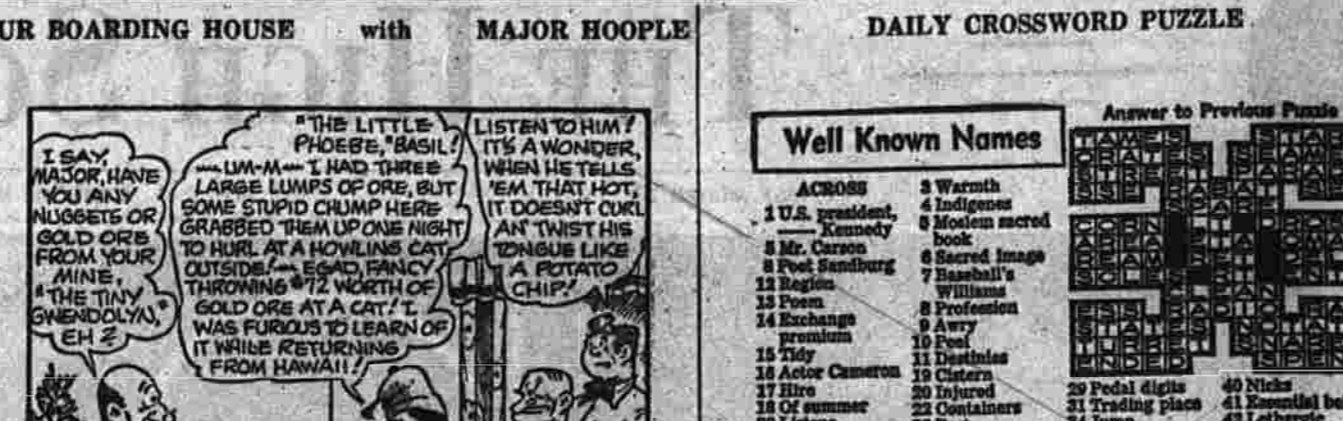 UR BOARDING HOUSE with MAJOR HOOPLE
I SAY,
MAJOR, HAVE
YOU ANY
NUGGETS OR
GOLD ORE
FROM YOUR
MINE,
"THE TINY
GWENDOLYN,"
EH?
"THE LITTLE
PHOEBE," BASIL!
UM-M— I HAD THREE
LARGE LUMPS OF ORE, BUT
SOME STUPID CHUMP HERE
GRABBED THEM UP ONE NIGHT
TO HURL AT A HOWLING CAT
OUTSIDE!— EGAD, FANCY
THROWING $72 WORTH OF
GOLD ORE AT A CAT! I
WAS FURIOUS TO LEARN OF
IT WHILE RETURNING
FROM HAWAII!
LISTEN TO HIM!
IT'S A WONDER,
WHEN HE TELLS
'EM THAT HOT,
IT DOESN'T CURL
AN' TWIST HIS
TONGUE LIKE
A POTATO
CHIP!
DAILY CROSSWORD PUZZLE
Well Known Names
ACROSS
1 U.S. president,
—— Kennedy
5 Mr. Carson
8 Poet Sandburg
12 Region
13 Poem
14 Exchange
premium
15 Tidy
16 Actor Cameron
17 Hire
18 Of summer
3 Warmth
4 Indigenes
5 Moslem sacred
book
6 Sacred image
7 Baseball's
Williams
8 Profession
9 Awry
10 Peel
11 Destinies
19 Cistern
20 Injured
22 Containers
Answer to Previous Puzzle
29 Pedal digits
31 Trading place
40 Nicks
41 Essential